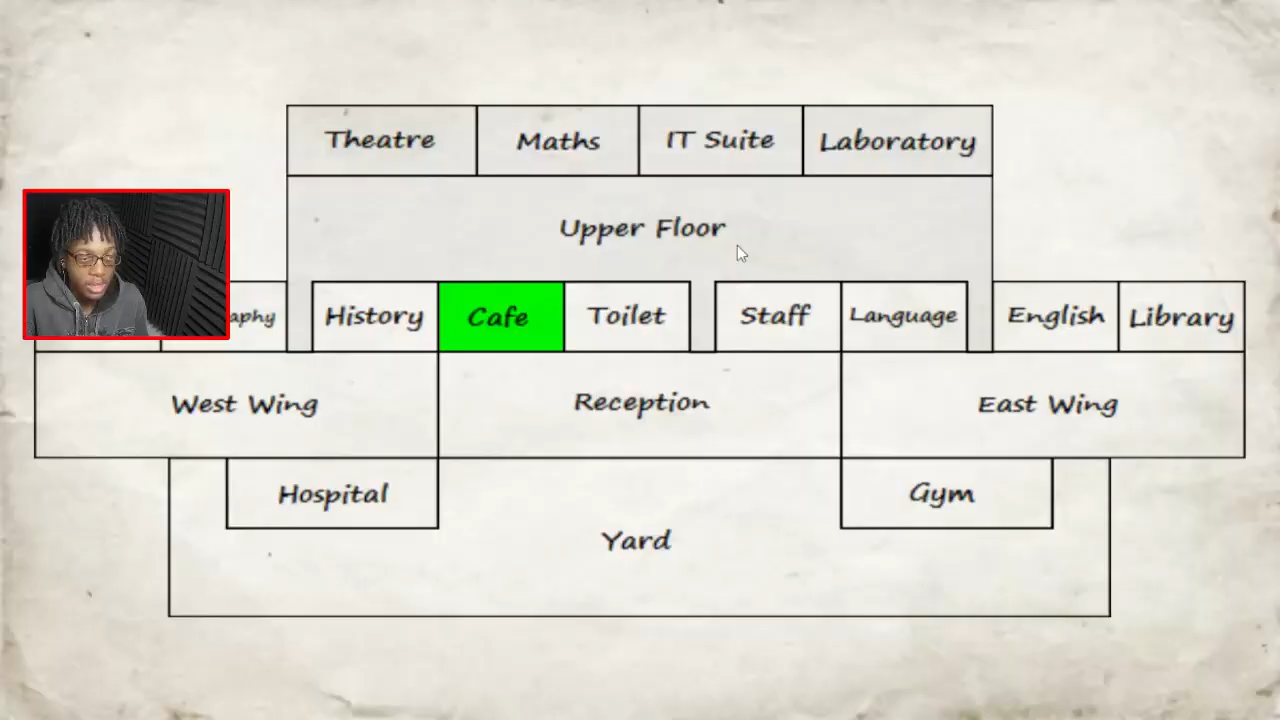 Theatre Maths IT Suite Laboratory
Upper Floor
History Cafe Toilet Staff Language English Library
West Wing Reception East Wing
Hospital Gym
Yard